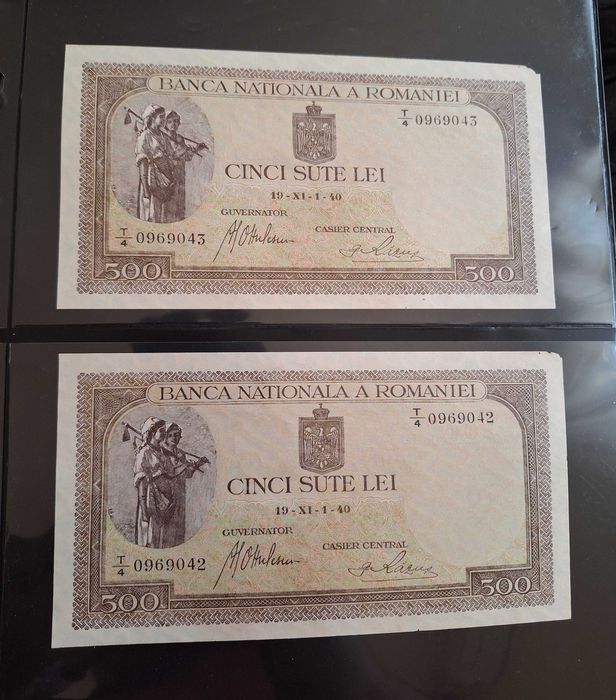 BANCA NATIONALA A ROMANIEI
T/4 0969043
CINCI SUTE LEI
19-XI-1-40
GUVERNATOR
CASIER CENTRAL
T/4 0969043
500
500
BANCA NATIONALA A ROMANIEI
T/4 0969042
CINCI SUTE LEI
19-XI-1-40
GUVERNATOR
CASIER CENTRAL
T/4 0969042
500
500